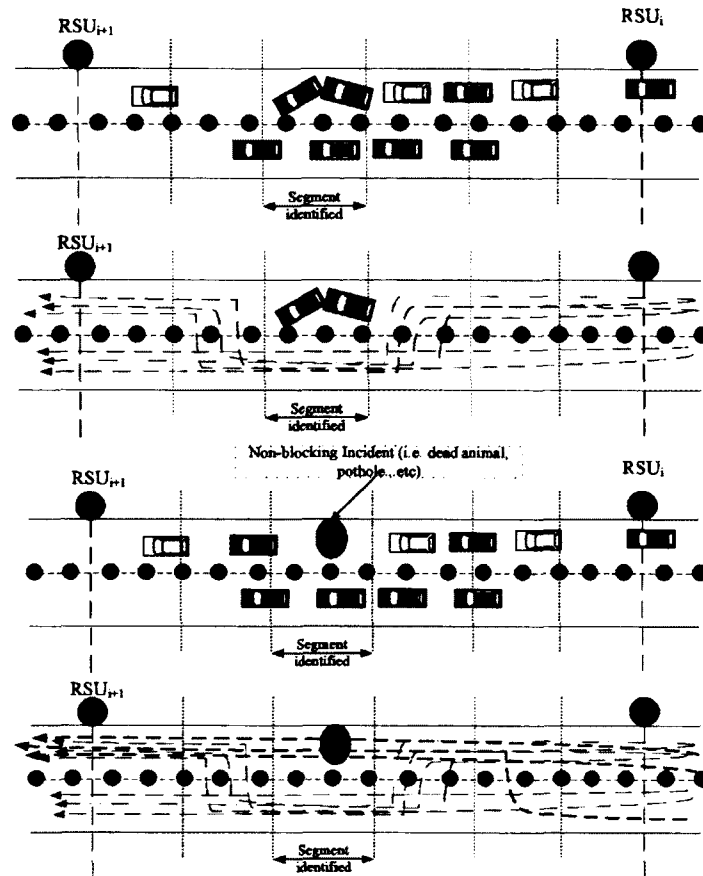 RSUi+1
RSUi
Segment
identified
RSUi+1
Segment
identified
Non-blocking Incident (i.e. dead animal,
pothole., etc)
RSUi+1
RSUi
Segment
identified
RSUi+1
Segment
identified